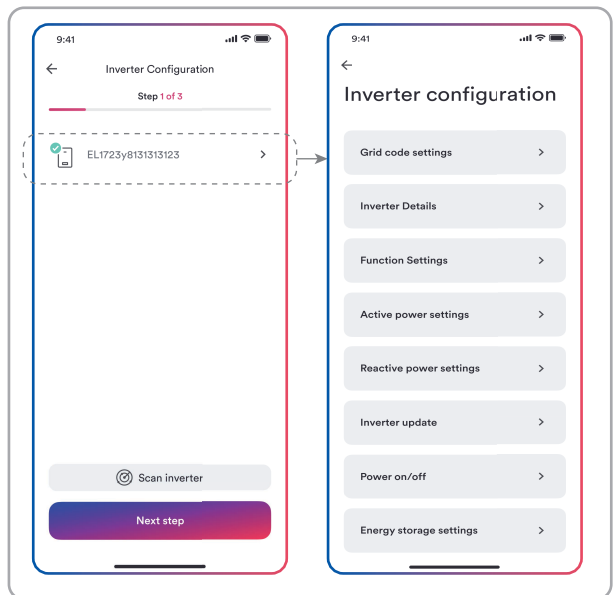 9:41
Inverter Configuration
Step 1 of 3
EL1723y8131313123
Scan inverter
Next step
9:41
Inverter configuration
Grid code settings
Inverter Details
Function Settings
Active power settings
Reactive power settings
Inverter update
Power on/off
Energy storage settings